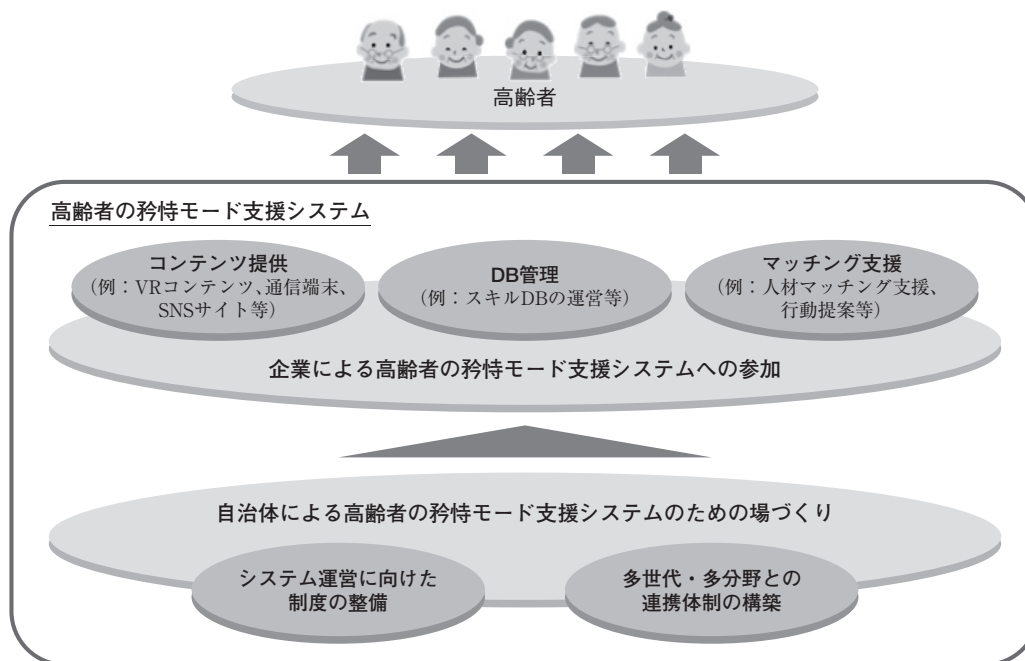 高齢者
高齢者の矜恃モード支援システム
コンテンツ提供
（例：VRコンテンツ、通信端末、
SNSサイト等）
DB管理
（例：スキルDBの運営等）
マッチング支援
（例：人材マッチング支援、
行動提案等）
企業による高齢者の矜恃モード支援システムへの参加
自治体による高齢者の矜恃モード支援システムのための場づくり
システム運営に向けた
制度の整備
多世代・多分野との
連携体制の構築